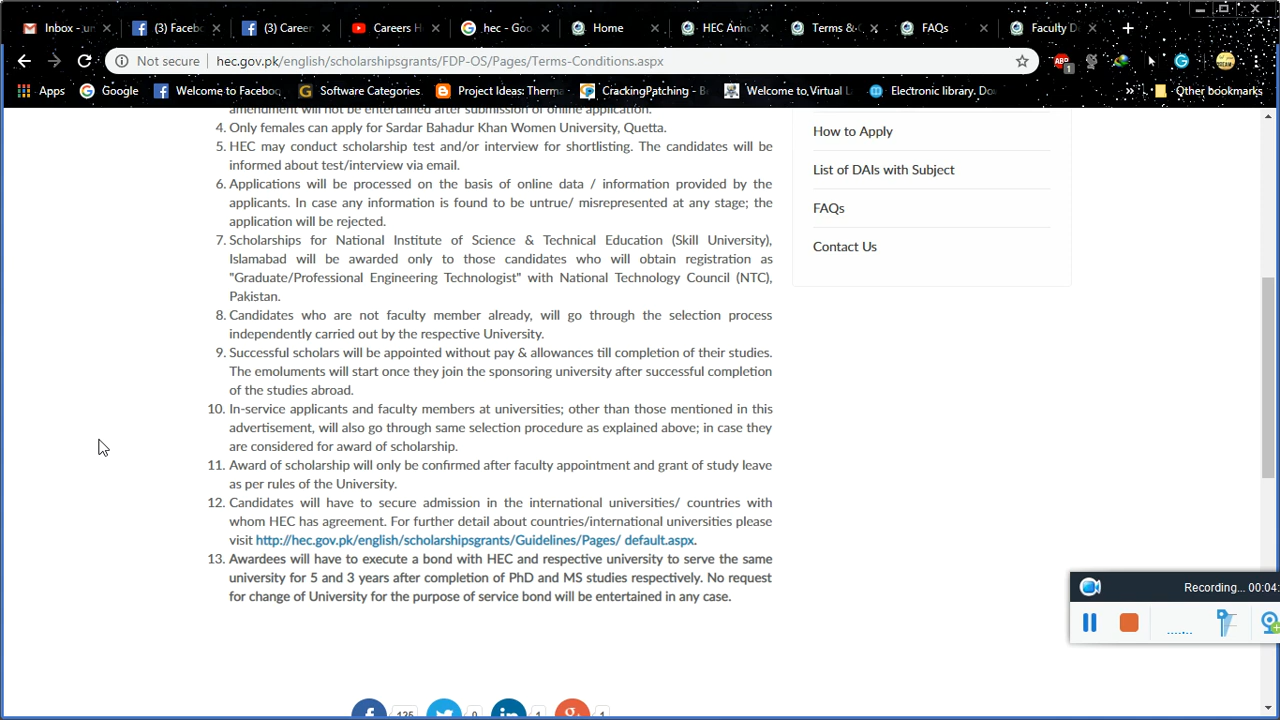 Inbox - un
(3) Facebo
(3) Career
Careers H
hec - Goo
Home
HEC Anno
Terms &
FAQs
Faculty D
Not secure
hec.gov.pk/english/scholarshipsgrants/FDP-OS/Pages/Terms-Conditions.aspx
ABP
1
Apps
Google
Welcome to Faceboo
Software Categories
Project Ideas: Therma
CrackingPatching - B
Welcome to Virtual L
Electronic library. Do
»
Other bookmarks
amendment will not be entertained after submission of online application.
4. Only females can apply for Sardar Bahadur Khan Women University, Quetta.
5. HEC may conduct scholarship test and/or interview for shortlisting. The candidates will be
informed about test/interview via email.
6. Applications will be processed on the basis of online data / information provided by the
applicants. In case any information is found to be untrue/ misrepresented at any stage; the
application will be rejected.
7. Scholarships for National Institute of Science & Technical Education (Skill University),
Islamabad will be awarded only to those candidates who will obtain registration as
"Graduate/Professional Engineering Technologist" with National Technology Council (NTC),
Pakistan.
8. Candidates who are not faculty member already, will go through the selection process
independently carried out by the respective University.
9. Successful scholars will be appointed without pay & allowances till completion of their studies.
The emoluments will start once they join the sponsoring university after successful completion
of the studies abroad.
10. In-service applicants and faculty members at universities; other than those mentioned in this
advertisement, will also go through same selection procedure as explained above; in case they
are considered for award of scholarship.
11. Award of scholarship will only be confirmed after faculty appointment and grant of study leave
as per rules of the University.
12. Candidates will have to secure admission in the international universities/ countries with
whom HEC has agreement. For further detail about countries/international universities please
visit http://hec.gov.pk/english/scholarshipsgrants/Guidelines/Pages/ default.aspx.
13. Awardees will have to execute a bond with HEC and respective university to serve the same
university for 5 and 3 years after completion of PhD and MS studies respectively. No request
for change of University for the purpose of service bond will be entertained in any case.
How to Apply
List of DAIs with Subject
FAQs
Contact Us
Recording... 00:04:
125
0
1
1